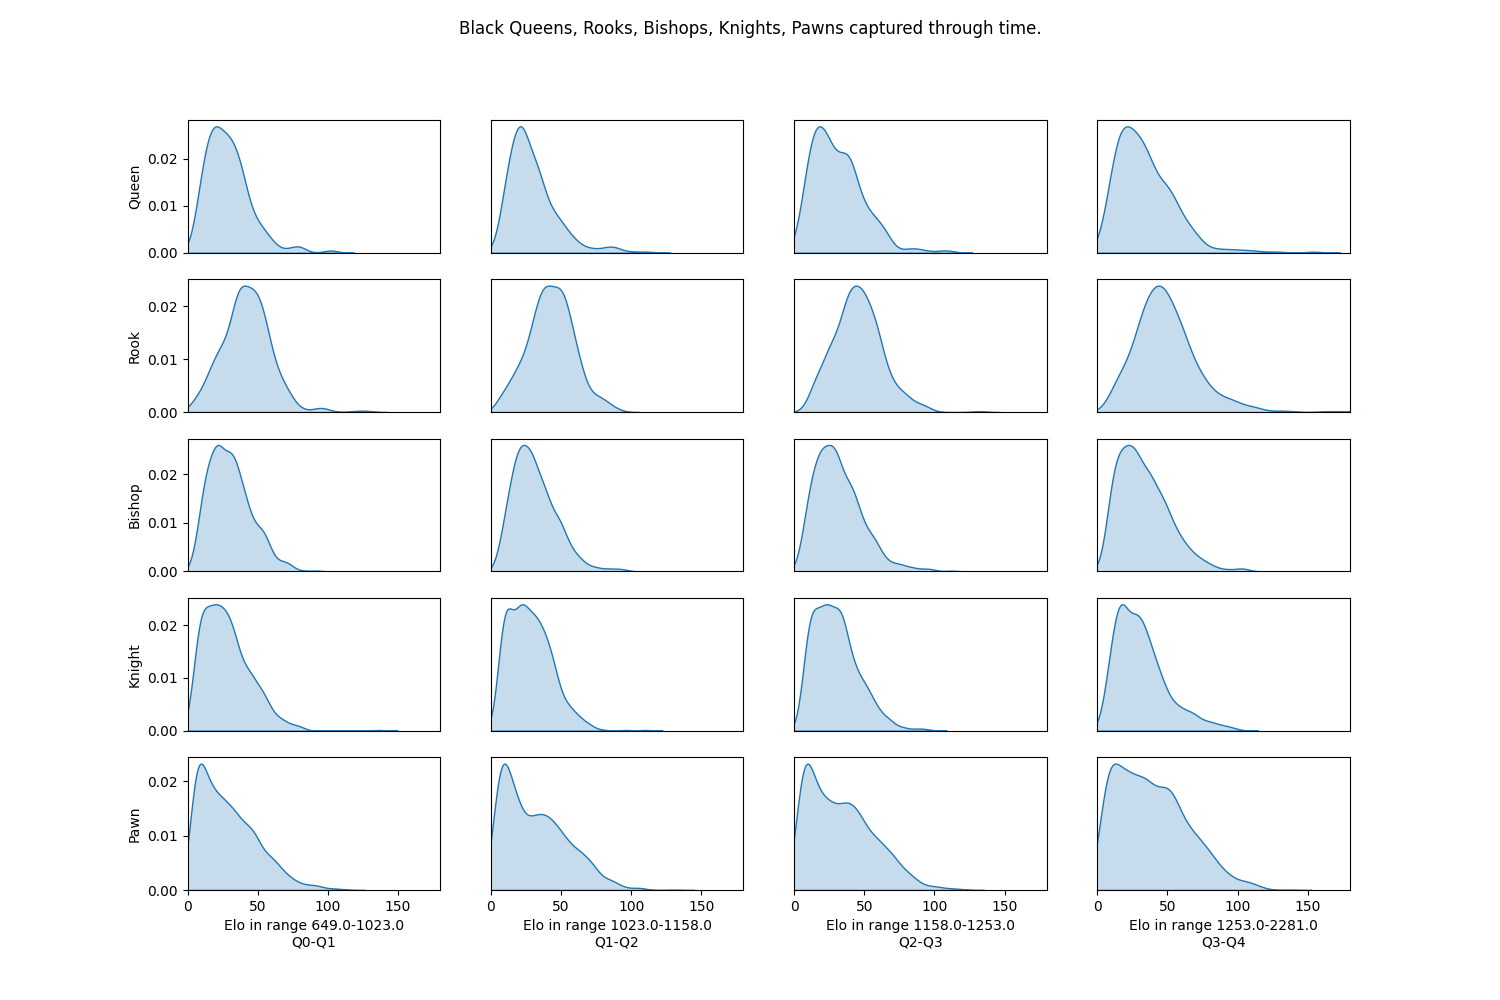 Black Queens, Rooks, Bishops, Knights, Pawns captured through time.
0.02
0.01
0.00
Queen
0.02
0.01
0.00
Rook
0.02
0.01
0.00
Bishop
0.02
0.01
0.00
Knight
0.02
0.01
0.00
Pawn
0 50 100 150
0 50 100 150
0 50 100 150
0 50 100 150
Elo in range 649.0-1023.0
Q0-Q1
Elo in range 1023.0-1158.0
Q1-Q2
Elo in range 1158.0-1253.0
Q2-Q3
Elo in range 1253.0-2281.0
Q3-Q4